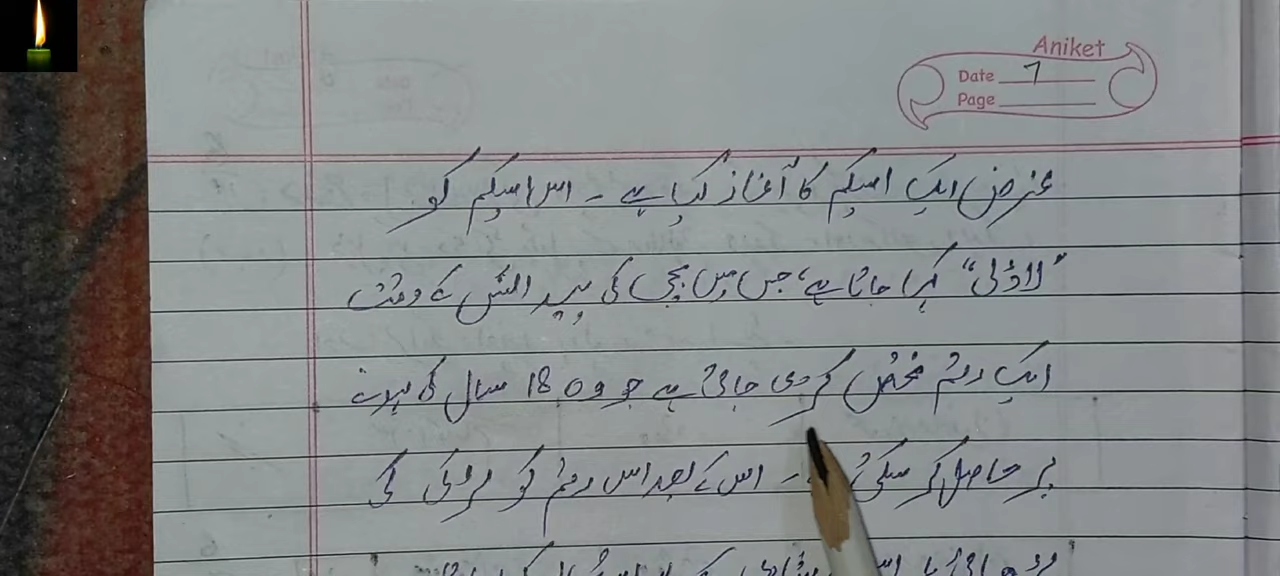 Aniket
Date 7
Page
غرض ایک اسکیم کا آغاز کیا ہے ۔ اس اسکیم کو
”لاڈلی“ کہا جاتا ہے، جس میں بچی کی پیدائش کے وقت
ایک رقم مختص کر دی جاتی ہے جو وہ 18 سال کی ہونے
پر حاصل کر سکتی ۔ اس کے بعد اس رقم کو لڑکی کی